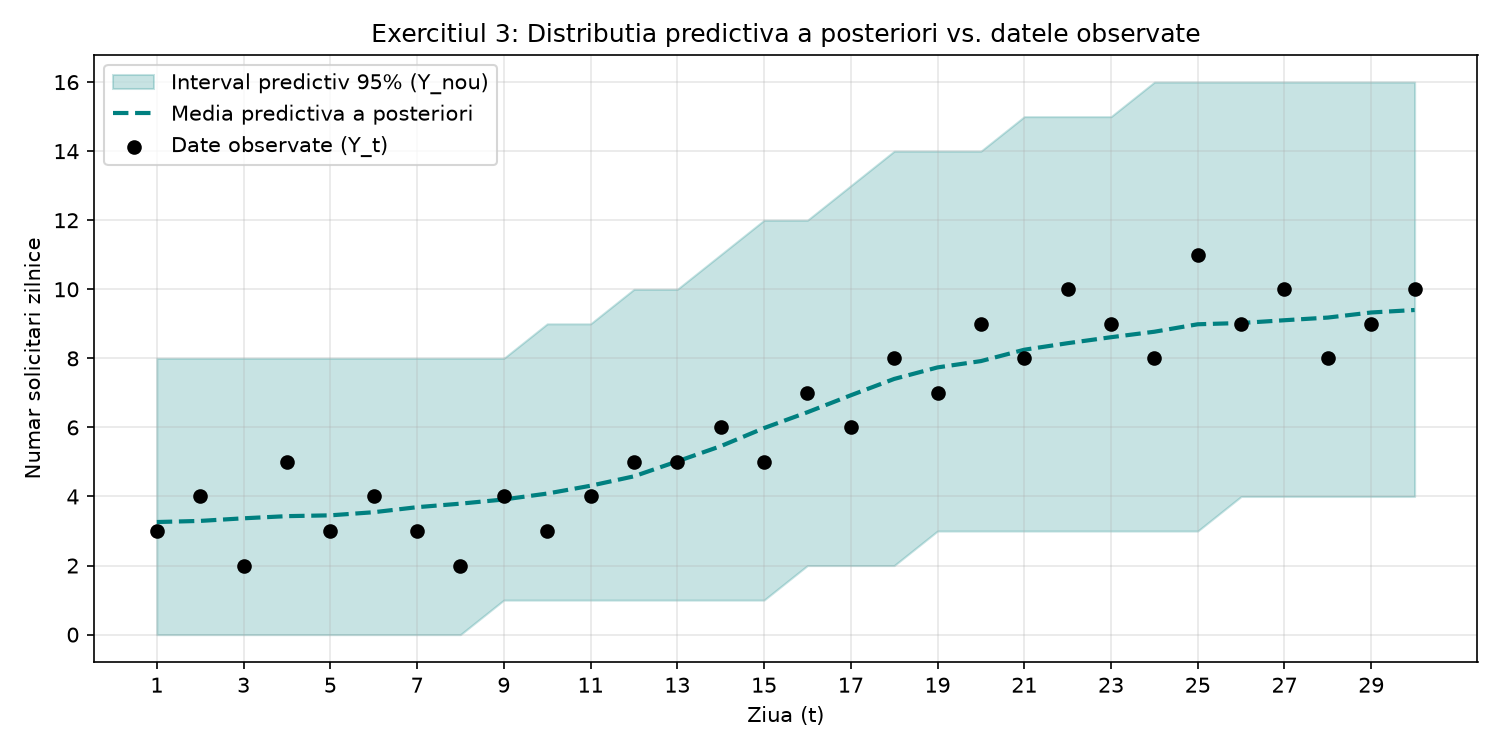 Exercitiul 3: Distributia predictiva a posteriori vs. datele observate
Interval predictiv 95% (Y_nou)
Media predictiva a posteriori
Date observate (Y_t)
Numar solicitari zilnice
16
14
12
10
8
6
4
2
0
1 3 5 7 9 11 13 15 17 19 21 23 25 27 29
Ziua (t)